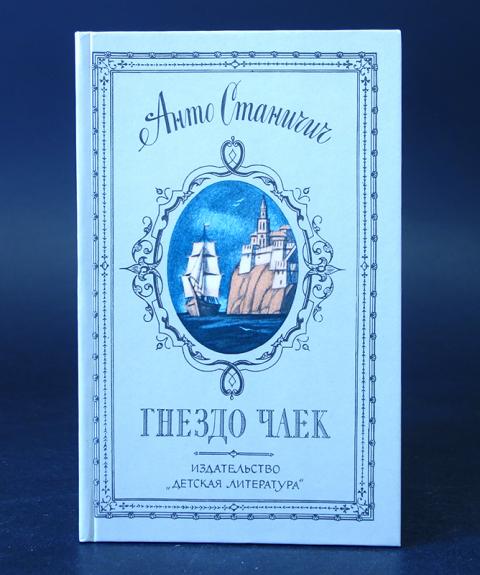 Анто Станичич
ГНЕЗДО ЧАЕК
ИЗДАТЕЛЬСТВО
„ДЕТСКАЯ ЛИТЕРАТУРА“